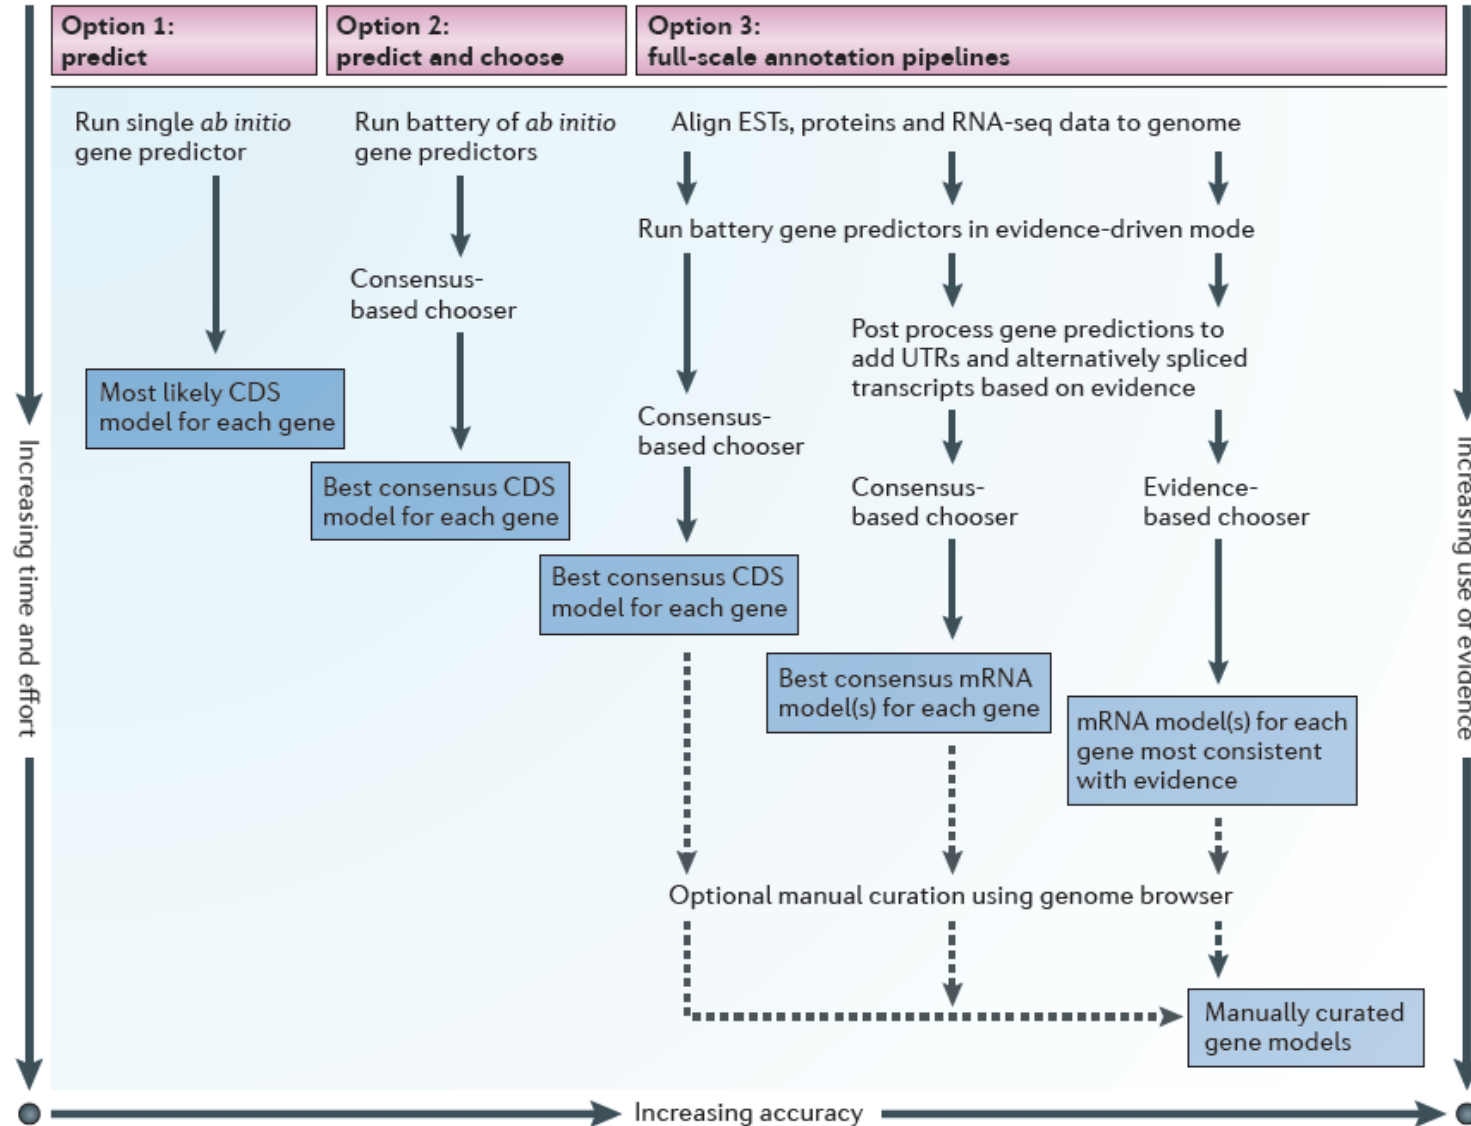 Option 1:
predict
Option 2:
predict and choose
Option 3:
full-scale annotation pipelines
Run single ab initio
gene predictor
Most likely CDS
model for each gene
Run battery of ab initio
gene predictors
Consensus-
based chooser
Best consensus CDS
model for each gene
Align ESTs, proteins and RNA-seq data to genome
Run battery gene predictors in evidence-driven mode
Consensus-
based chooser
Best consensus CDS
model for each gene
Post process gene predictions to
add UTRs and alternatively spliced
transcripts based on evidence
Consensus-
based chooser
Best consensus mRNA
model(s) for each gene
Evidence-
based chooser
mRNA model(s) for each
gene most consistent
with evidence
Optional manual curation using genome browser
Manually curated
gene models
Increasing time and effort
Increasing use of evidence
Increasing accuracy